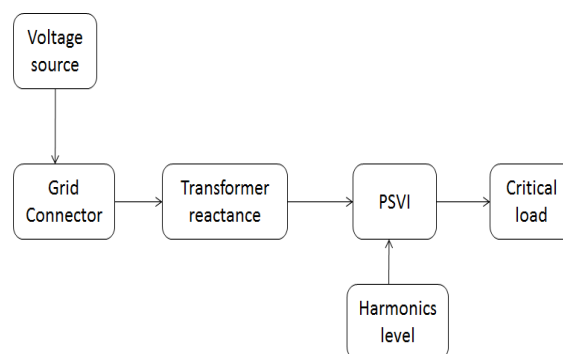 Voltage
source
Grid
Connector
Transformer
reactance
PSVI
Critical
load
Harmonics
level